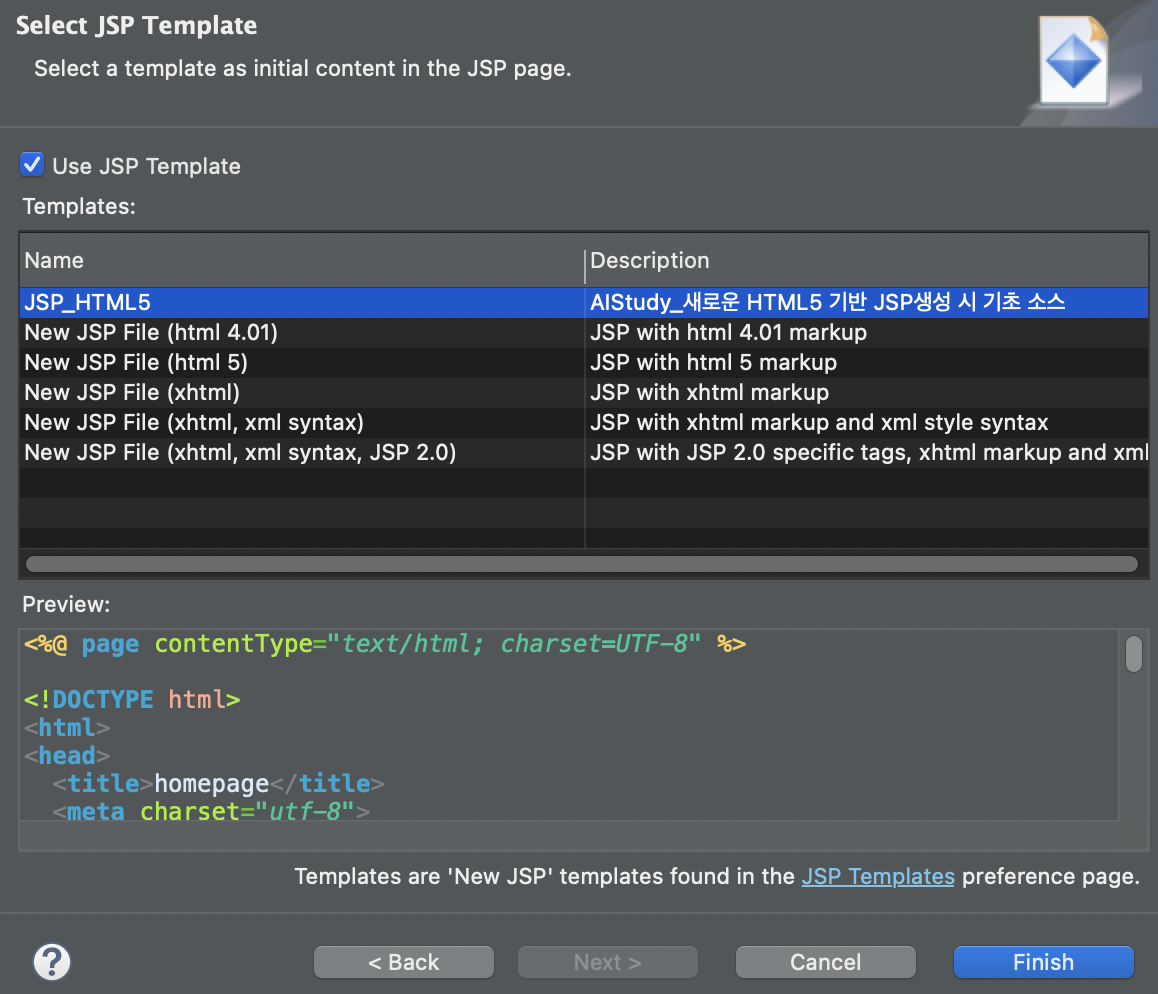 Select JSP Template
Select a template as initial content in the JSP page.
Use JSP Template
Templates:
Name Description
JSP_HTML5 AIStudy_새로운 HTML5 기반 JSP생성 시 기초 소스
New JSP File (html 4.01) JSP with html 4.01 markup
New JSP File (html 5) JSP with html 5 markup
New JSP File (xhtml) JSP with xhtml markup
New JSP File (xhtml, xml syntax) JSP with xhtml markup and xml style syntax
New JSP File (xhtml, xml syntax, JSP 2.0) JSP with JSP 2.0 specific tags, xhtml markup and xml
Preview:
<%@ page contentType="text/html; charset=UTF-8" %>
<!DOCTYPE html>
<html>
<head>
<title>homepage</title>
<meta charset="utf-8">
Templates are 'New JSP' templates found in the JSP Templates preference page.
? < Back Next > Cancel Finish